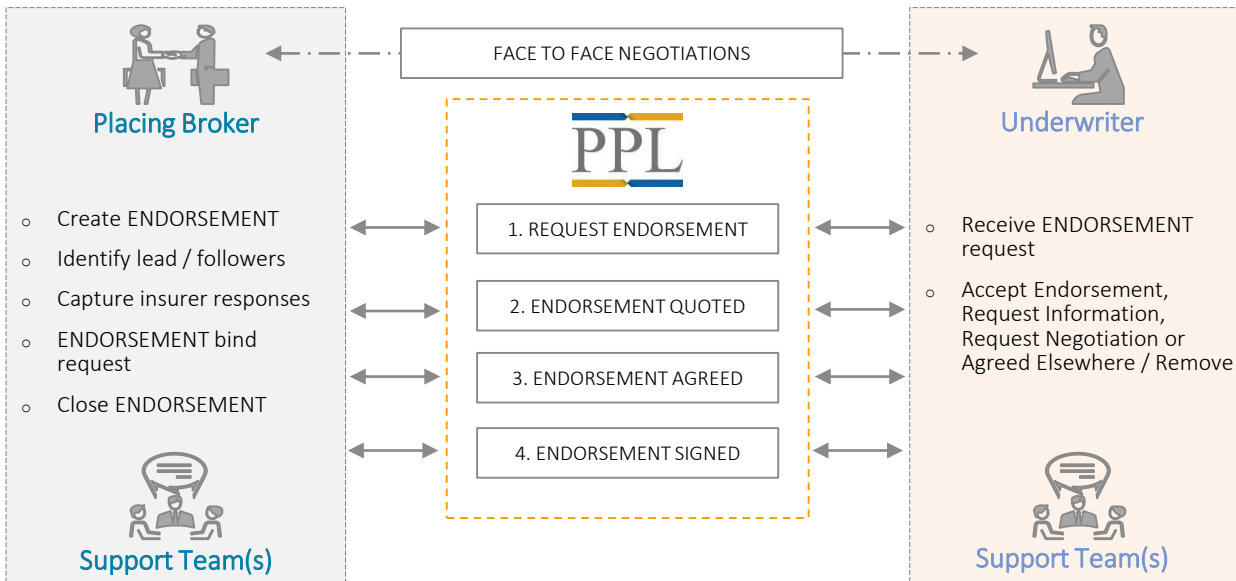 FACE TO FACE NEGOTIATIONS
Placing Broker
Create ENDORSEMENT
Identify lead / followers
Capture insurer responses
ENDORSEMENT bind
request
Close ENDORSEMENT
Support Team(s)
PPL
1. REQUEST ENDORSEMENT
2. ENDORSEMENT QUOTED
3. ENDORSEMENT AGREED
4. ENDORSEMENT SIGNED
Underwriter
Receive ENDORSEMENT
request
Accept Endorsement,
Request Information,
Request Negotiation or
Agreed Elsewhere / Remove
Support Team(s)